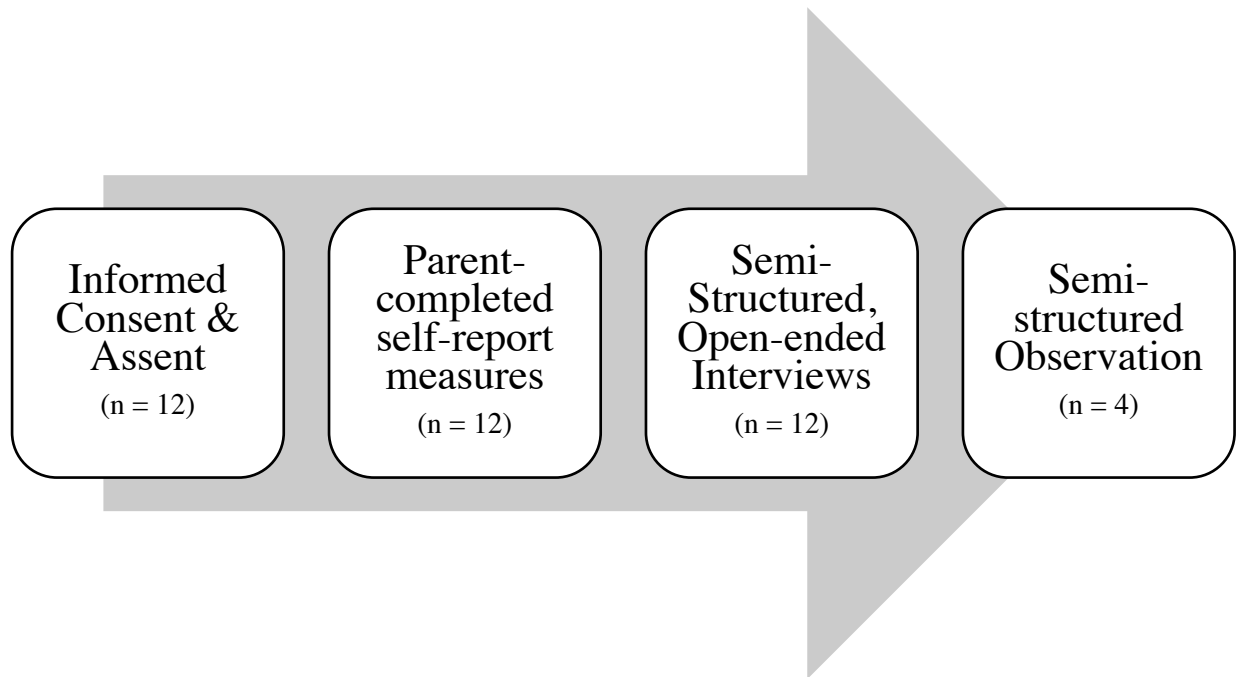 Informed
Consent &
Assent
(n = 12)
Parent-
completed
self-report
measures
(n = 12)
Semi-
Structured,
Open-ended
Interviews
(n = 12)
Semi-
structured
Observation
(n = 4)